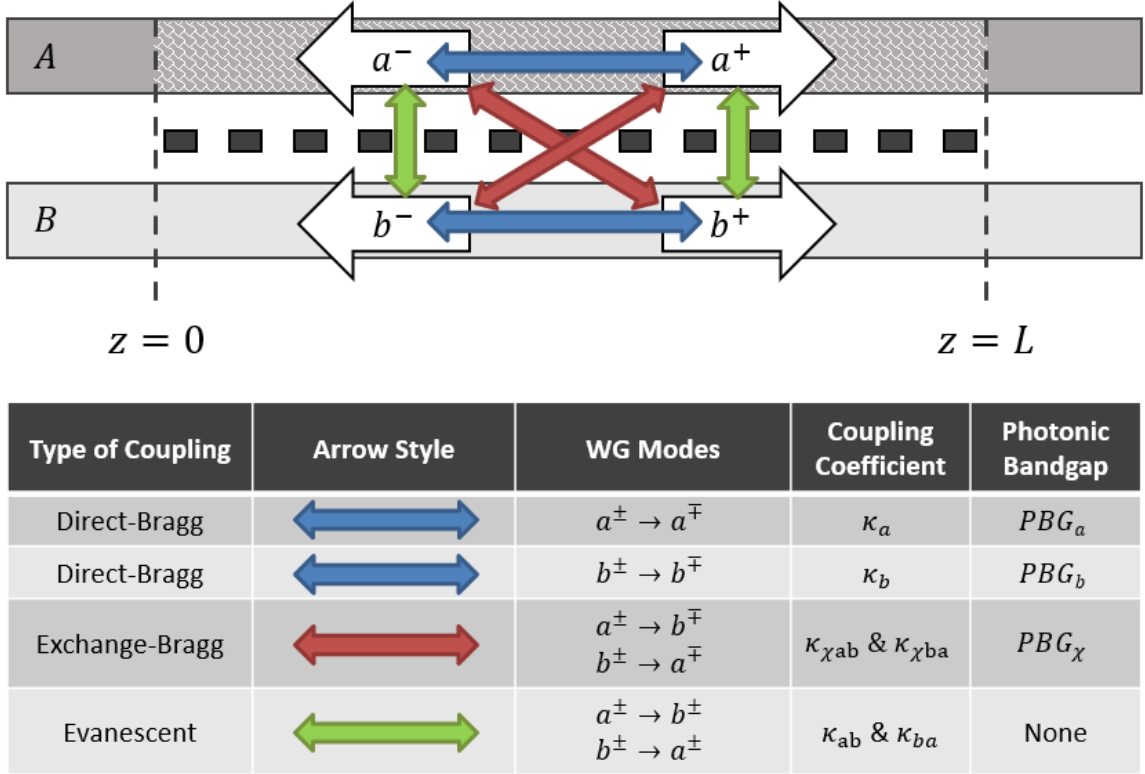 A
a⁻ a⁺
B
b⁻ b⁺
z = 0 z = L
Type of Coupling Arrow Style WG Modes Coupling Coefficient Photonic Bandgap
Direct-Bragg a^± → a^∓ κ_a PBG_a
Direct-Bragg b^± → b^∓ κ_b PBG_b
Exchange-Bragg a^± → b^∓ κ_χab & κ_χba PBG_χ
b^± → a^∓
Evanescent a^± → b^± κ_ab & κ_ba None
b^± → a^±